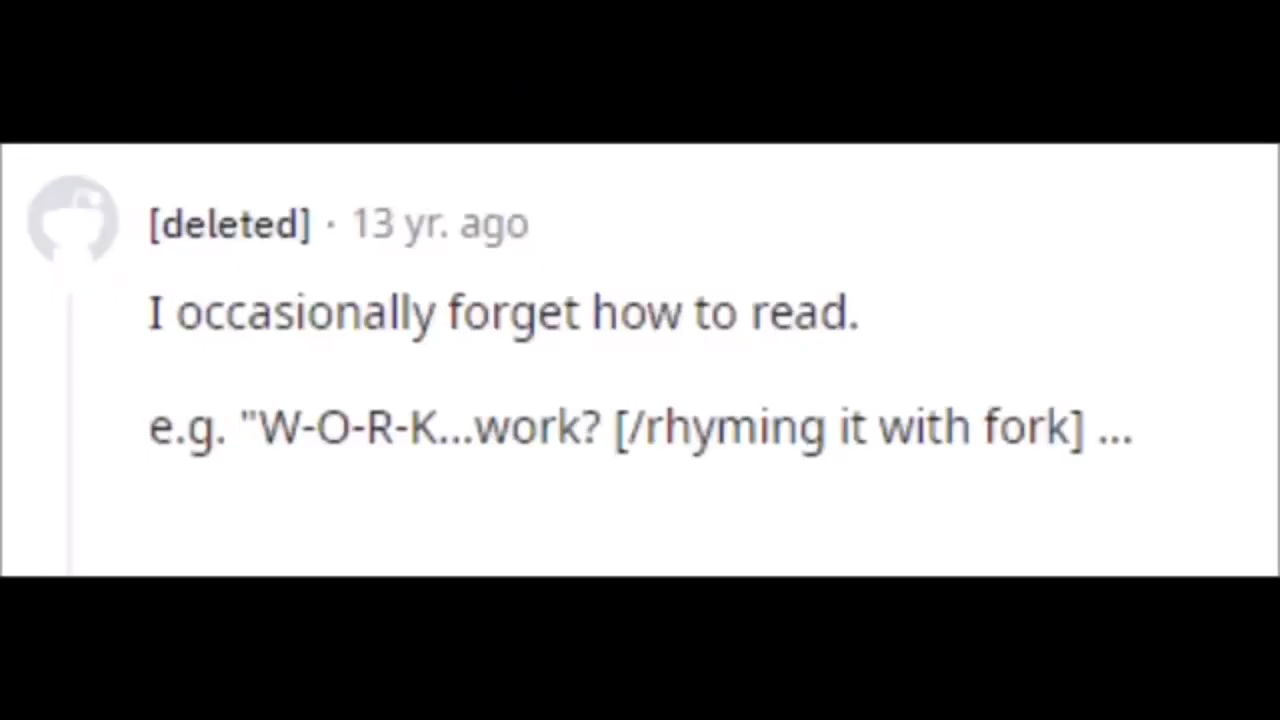 [deleted] · 13 yr. ago
I occasionally forget how to read.
e.g. "W-O-R-K...work? [/rhyming it with fork] ...